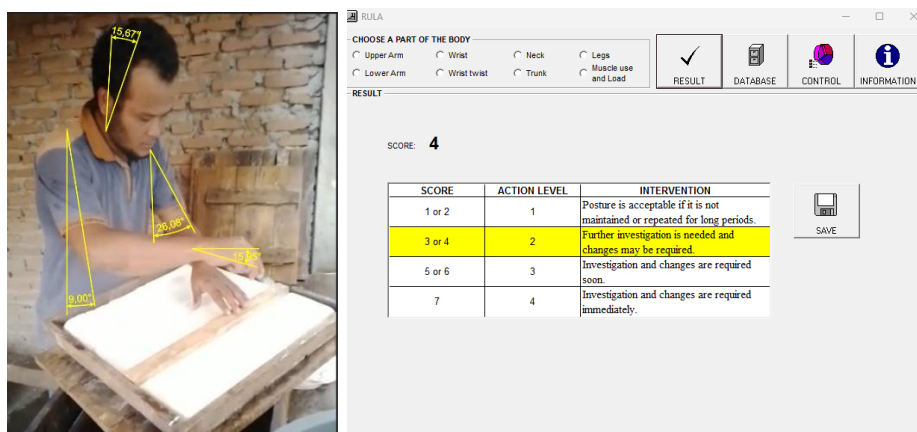 15,67°
26,08°
9,00°
RULA
CHOOSE A PART OF THE BODY
Upper Arm
Wrist
Neck
Legs
Lower Arm
Wrist twist
Trunk
Muscle use
and Load
RESULT
DATABASE
CONTROL
INFORMATION
RESULT
SCORE: 4
SCORE ACTION LEVEL INTERVENTION
1 or 2 1 Posture is acceptable if it is not
maintained or repeated for long periods.
3 or 4 2 Further investigation is needed and
changes may be required.
5 or 6 3 Investigation and changes are required
soon.
7 4 Investigation and changes are required
immediately.
SAVE